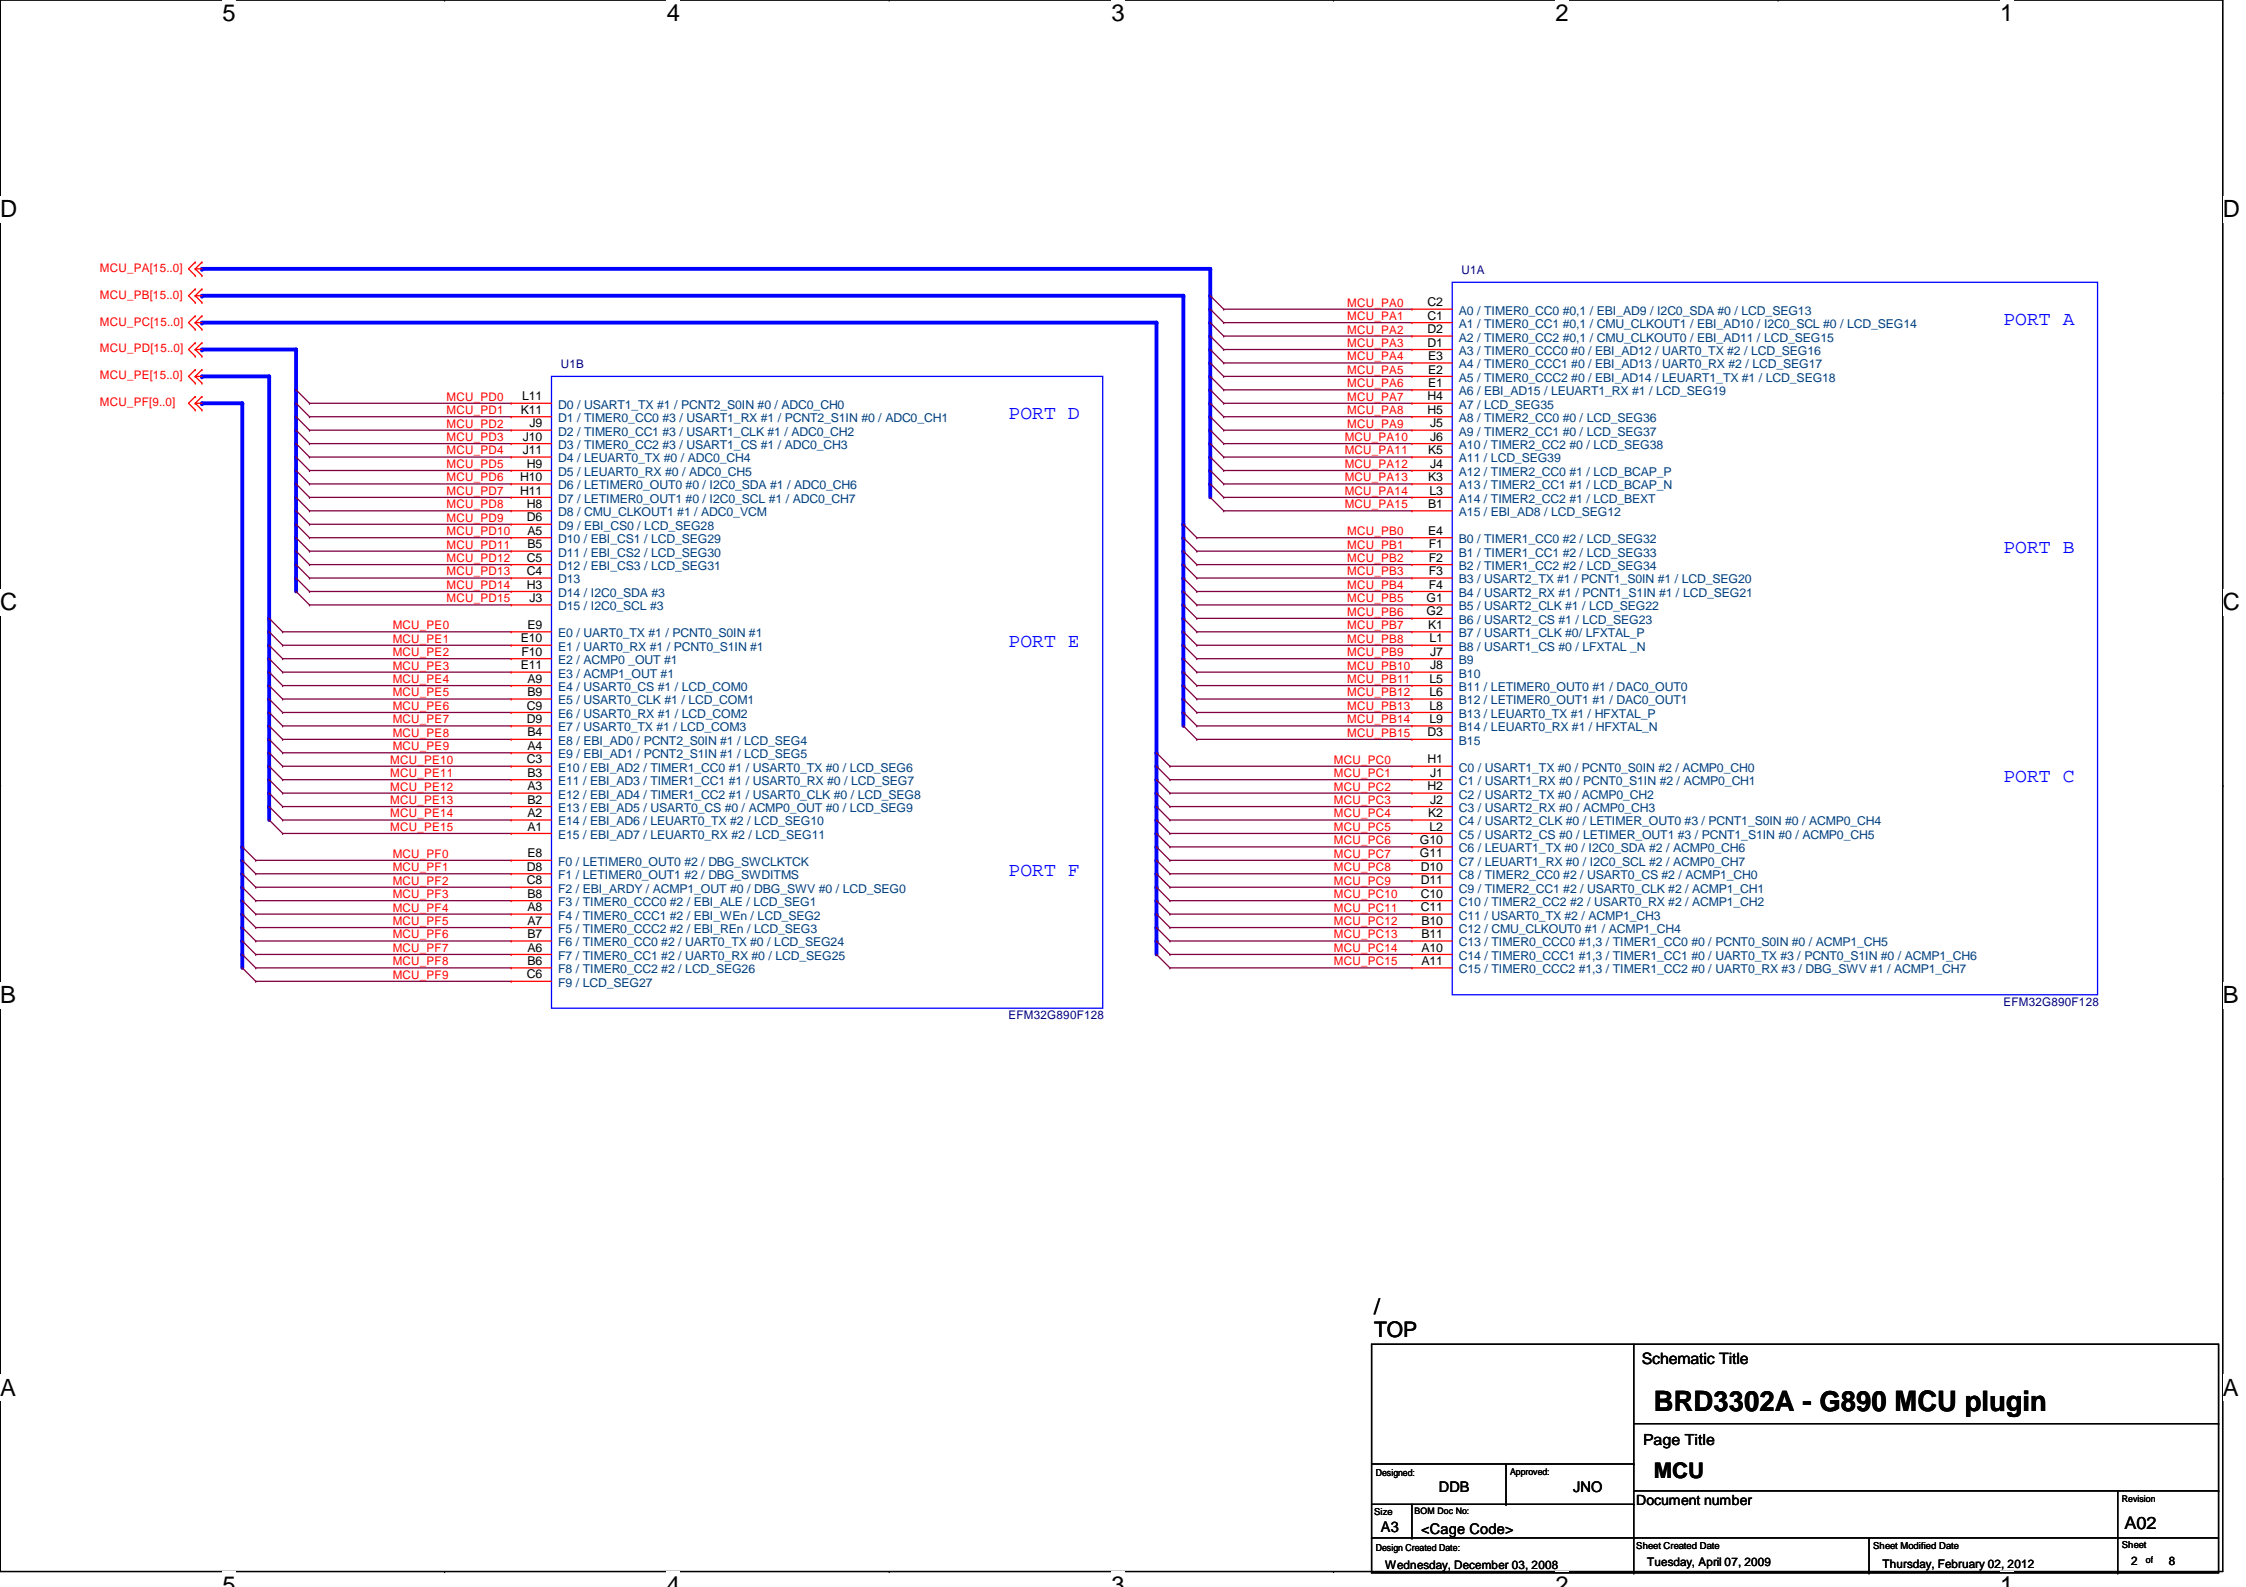 5 4 3 2 1
D D
C C
B B
A A
MCU_PA[15..0]
MCU_PB[15..0]
MCU_PC[15..0]
MCU_PD[15..0]
MCU_PE[15..0]
MCU_PF[9..0]
U1B
MCU_PD0 L11 D0 / USART1_TX #1 / PCNT2_S0IN #0 / ADC0_CH0
PORT D
MCU_PD1 K11 D1 / TIMER0_CC0 #3 / USART1_RX #1 / PCNT2_S1IN #0 / ADC0_CH1
MCU_PD2 J9 D2 / TIMER0_CC1 #3 / USART1_CLK #1 / ADC0_CH2
MCU_PD3 J10 D3 / TIMER0_CC2 #3 / USART1_CS #1 / ADC0_CH3
MCU_PD4 J11 D4 / LEUART0_TX #0 / ADC0_CH4
MCU_PD5 H9 D5 / LEUART0_RX #0 / ADC0_CH5
MCU_PD6 H10 D6 / LETIMER0_OUT0 #0 / I2C0_SDA #1 / ADC0_CH6
MCU_PD7 H11 D7 / LETIMER0_OUT1 #0 / I2C0_SCL #1 / ADC0_CH7
MCU_PD8 H8 D8 / CMU_CLKOUT1 #1 / ADC0_VCM
MCU_PD9 D6 D9 / EBI_CS0 / LCD_SEG28
MCU_PD10 A5 D10 / EBI_CS1 / LCD_SEG29
MCU_PD11 B5 D11 / EBI_CS2 / LCD_SEG30
MCU_PD12 C5 D12 / EBI_CS3 / LCD_SEG31
MCU_PD13 C4 D13
MCU_PD14 H3 D14 / I2C0_SDA #3
MCU_PD15 J3 D15 / I2C0_SCL #3
MCU_PE0 E9 E0 / UART0_TX #1 / PCNT0_S0IN #1
PORT E
MCU_PE1 E10 E1 / UART0_RX #1 / PCNT0_S1IN #1
MCU_PE2 F10 E2 / ACMP0 _OUT #1
MCU_PE3 E11 E3 / ACMP1_OUT #1
MCU_PE4 A9 E4 / USART0_CS #1 / LCD_COM0
MCU_PE5 B9 E5 / USART0_CLK #1 / LCD_COM1
MCU_PE6 C9 E6 / USART0_RX #1 / LCD_COM2
MCU_PE7 D9 E7 / USART0_TX #1 / LCD_COM3
MCU_PE8 B4 E8 / EBI_AD0 / PCNT2_S0IN #1 / LCD_SEG4
MCU_PE9 A4 E9 / EBI_AD1 / PCNT2_S1IN #1 / LCD_SEG5
MCU_PE10 C3 E10 / EBI_AD2 / TIMER1_CC0 #1 / USART0_TX #0 / LCD_SEG6
MCU_PE11 B3 E11 / EBI_AD3 / TIMER1_CC1 #1 / USART0_RX #0 / LCD_SEG7
MCU_PE12 A3 E12 / EBI_AD4 / TIMER1_CC2 #1 / USART0_CLK #0 / LCD_SEG8
MCU_PE13 B2 E13 / EBI_AD5 / USART0_CS #0 / ACMP0_OUT #0 / LCD_SEG9
MCU_PE14 A2 E14 / EBI_AD6 / LEUART0_TX #2 / LCD_SEG10
MCU_PE15 A1 E15 / EBI_AD7 / LEUART0_RX #2 / LCD_SEG11
MCU_PF0 E8 F0 / LETIMER0_OUT0 #2 / DBG_SWCLKTCK
PORT F
MCU_PF1 D8 F1 / LETIMER0_OUT1 #2 / DBG_SWDITMS
MCU_PF2 C8 F2 / EBI_ARDY / ACMP1_OUT #0 / DBG_SWV #0 / LCD_SEG0
MCU_PF3 B8 F3 / TIMER0_CCC0 #2 / EBI_ALE / LCD_SEG1
MCU_PF4 A8 F4 / TIMER0_CCC1 #2 / EBI_WEn / LCD_SEG2
MCU_PF5 A7 F5 / TIMER0_CCC2 #2 / EBI_REn / LCD_SEG3
MCU_PF6 B7 F6 / TIMER0_CC0 #2 / UART0_TX #0 / LCD_SEG24
MCU_PF7 A6 F7 / TIMER0_CC1 #2 / UART0_RX #0 / LCD_SEG25
MCU_PF8 B6 F8 / TIMER0_CC2 #2 / LCD_SEG26
MCU_PF9 C6 F9 / LCD_SEG27
EFM32G890F128
U1A
MCU_PA0 C2 A0 / TIMER0_CC0 #0,1 / EBI_AD9 / I2C0_SDA #0 / LCD_SEG13
PORT A
MCU_PA1 C1 A1 / TIMER0_CC1 #0,1 / CMU_CLKOUT1 / EBI_AD10 / I2C0_SCL #0 / LCD_SEG14
MCU_PA2 D2 A2 / TIMER0_CC2 #0,1 / CMU_CLKOUT0 / EBI_AD11 / LCD_SEG15
MCU_PA3 D1 A3 / TIMER0_CCC0 #0 / EBI_AD12 / UART0_TX #2 / LCD_SEG16
MCU_PA4 E3 A4 / TIMER0_CCC1 #0 / EBI_AD13 / UART0_RX #2 / LCD_SEG17
MCU_PA5 E2 A5 / TIMER0_CCC2 #0 / EBI_AD14 / LEUART1_TX #1 / LCD_SEG18
MCU_PA6 E1 A6 / EBI_AD15 / LEUART1_RX #1 / LCD_SEG19
MCU_PA7 H4 A7 / LCD_SEG35
MCU_PA8 H5 A8 / TIMER2_CC0 #0 / LCD_SEG36
MCU_PA9 J5 A9 / TIMER2_CC1 #0 / LCD_SEG37
MCU_PA10 J6 A10 / TIMER2_CC2 #0 / LCD_SEG38
MCU_PA11 K5 A11 / LCD_SEG39
MCU_PA12 J4 A12 / TIMER2_CC0 #1 / LCD_BCAP_P
MCU_PA13 K3 A13 / TIMER2_CC1 #1 / LCD_BCAP_N
MCU_PA14 L3 A14 / TIMER2_CC2 #1 / LCD_BEXT
MCU_PA15 B1 A15 / EBI_AD8 / LCD_SEG12
MCU_PB0 E4 B0 / TIMER1_CC0 #2 / LCD_SEG32
PORT B
MCU_PB1 F1 B1 / TIMER1_CC1 #2 / LCD_SEG33
MCU_PB2 F2 B2 / TIMER1_CC2 #2 / LCD_SEG34
MCU_PB3 F3 B3 / USART2_TX #1 / PCNT1_S0IN #1 / LCD_SEG20
MCU_PB4 F4 B4 / USART2_RX #1 / PCNT1_S1IN #1 / LCD_SEG21
MCU_PB5 G1 B5 / USART2_CLK #1 / LCD_SEG22
MCU_PB6 G2 B6 / USART2_CS #1 / LCD_SEG23
MCU_PB7 K1 B7 / USART1_CLK #0/ LFXTAL_P
MCU_PB8 L1 B8 / USART1_CS #0 / LFXTAL _N
MCU_PB9 J7 B9
MCU_PB10 J8 B10
MCU_PB11 L5 B11 / LETIMER0_OUT0 #1 / DAC0_OUT0
MCU_PB12 L6 B12 / LETIMER0_OUT1 #1 / DAC0_OUT1
MCU_PB13 L8 B13 / LEUART0_TX #1 / HFXTAL_P
MCU_PB14 L9 B14 / LEUART0_RX #1 / HFXTAL_N
MCU_PB15 D3 B15
MCU_PC0 H1 C0 / USART1_TX #0 / PCNT0_S0IN #2 / ACMP0_CH0
PORT C
MCU_PC1 J1 C1 / USART1_RX #0 / PCNT0_S1IN #2 / ACMP0_CH1
MCU_PC2 H2 C2 / USART2_TX #0 / ACMP0_CH2
MCU_PC3 J2 C3 / USART2_RX #0 / ACMP0_CH3
MCU_PC4 K2 C4 / USART2_CLK #0 / LETIMER_OUT0 #3 / PCNT1_S0IN #0 / ACMP0_CH4
MCU_PC5 L2 C5 / USART2_CS #0 / LETIMER_OUT1 #3 / PCNT1_S1IN #0 / ACMP0_CH5
MCU_PC6 G10 C6 / LEUART1_TX #0 / I2C0_SDA #2 / ACMP0_CH6
MCU_PC7 G11 C7 / LEUART1_RX #0 / I2C0_SCL #2 / ACMP0_CH7
MCU_PC8 D10 C8 / TIMER2_CC0 #2 / USART0_CS #2 / ACMP1_CH0
MCU_PC9 D11 C9 / TIMER2_CC1 #2 / USART0_CLK #2 / ACMP1_CH1
MCU_PC10 C10 C10 / TIMER2_CC2 #2 / USART0_RX #2 / ACMP1_CH2
MCU_PC11 C11 C11 / USART0_TX #2 / ACMP1_CH3
MCU_PC12 B10 C12 / CMU_CLKOUT0 #1 / ACMP1_CH4
MCU_PC13 B11 C13 / TIMER0_CCC0 #1,3 / TIMER1_CC0 #0 / PCNT0_S0IN #0 / ACMP1_CH5
MCU_PC14 A10 C14 / TIMER0_CCC1 #1,3 / TIMER1_CC1 #0 / UART0_TX #3 / PCNT0_S1IN #0 / ACMP1_CH6
MCU_PC15 A11 C15 / TIMER0_CCC2 #1,3 / TIMER1_CC2 #0 / UART0_RX #3 / DBG_SWV #1 / ACMP1_CH7
EFM32G890F128
/
TOP
Schematic Title
BRD3302A - G890 MCU plugin
Page Title
MCU
Designed: DDB
Approved: JNO
Document number
Revision
A02
Size A3
BOM Doc No: <Cage Code>
Design Created Date:
Wednesday, December 03, 2008
Sheet Created Date
Tuesday, April 07, 2009
Sheet Modified Date
Thursday, February 02, 2012
Sheet
2 of 8
5 4 3 2 1